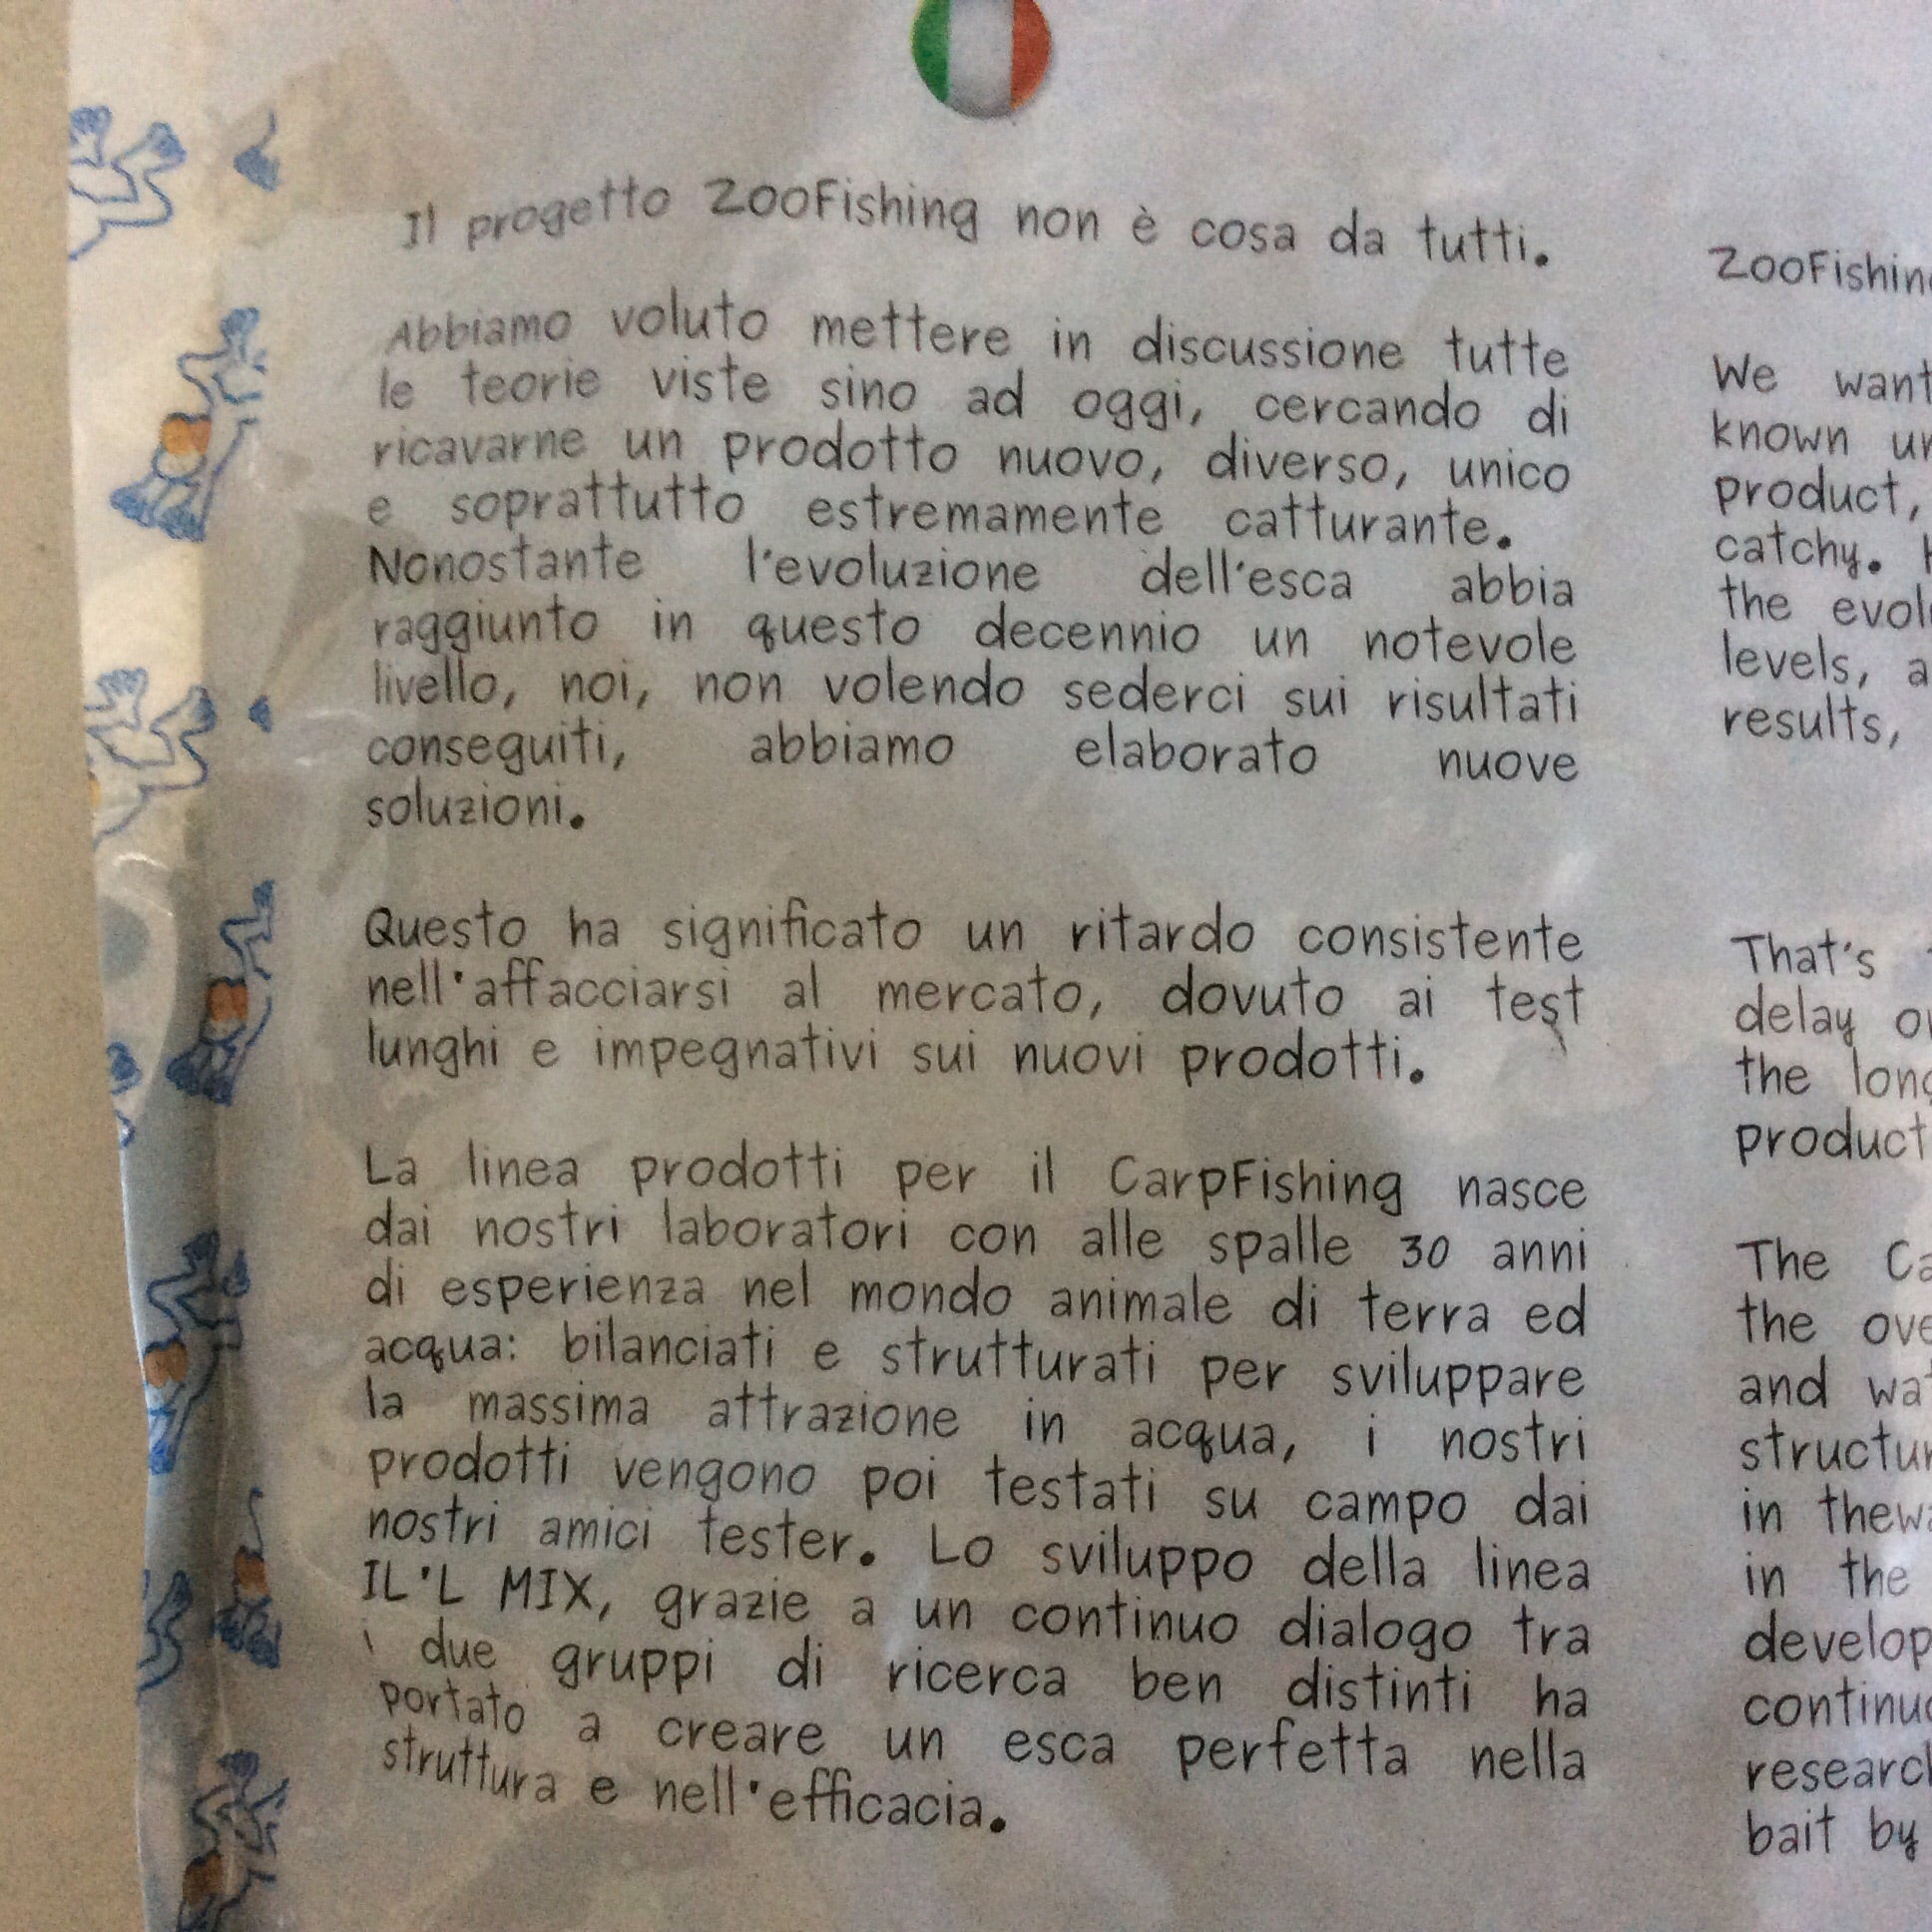 Il progetto ZooFishing non è cosa da tutti.
Abbiamo voluto mettere in discussione tutte
le teorie viste sino ad oggi, cercando di
ricavarne un prodotto nuovo, diverso, unico
e soprattutto estremamente catturante.
Nonostante l'evoluzione dell'esca abbia
raggiunto in questo decennio un notevole
livello, noi, non volendo sederci sui risultati
conseguiti, abbiamo elaborato nuove
soluzioni.
Questo ha significato un ritardo consistente
nell'affacciarsi al mercato, dovuto ai test
lunghi e impegnativi sui nuovi prodotti.
La linea prodotti per il CarpFishing nasce
dai nostri laboratori con alle spalle 30 anni
di esperienza nel mondo animale di terra ed
acqua: bilanciati e strutturati per sviluppare
la massima attrazione in acqua, i nostri
prodotti vengono poi testati su campo dai
nostri amici tester. Lo sviluppo della linea
IL'L MIX, grazie a un continuo dialogo tra
i due gruppi di ricerca ben distinti ha
portato a creare un esca perfetta nella
struttura e nell'efficacia.
ZooFishing
We want
known
product,
catchy.
the
levels,
results,
That's
delay
the
product
The
the
and
in
in the
bait by